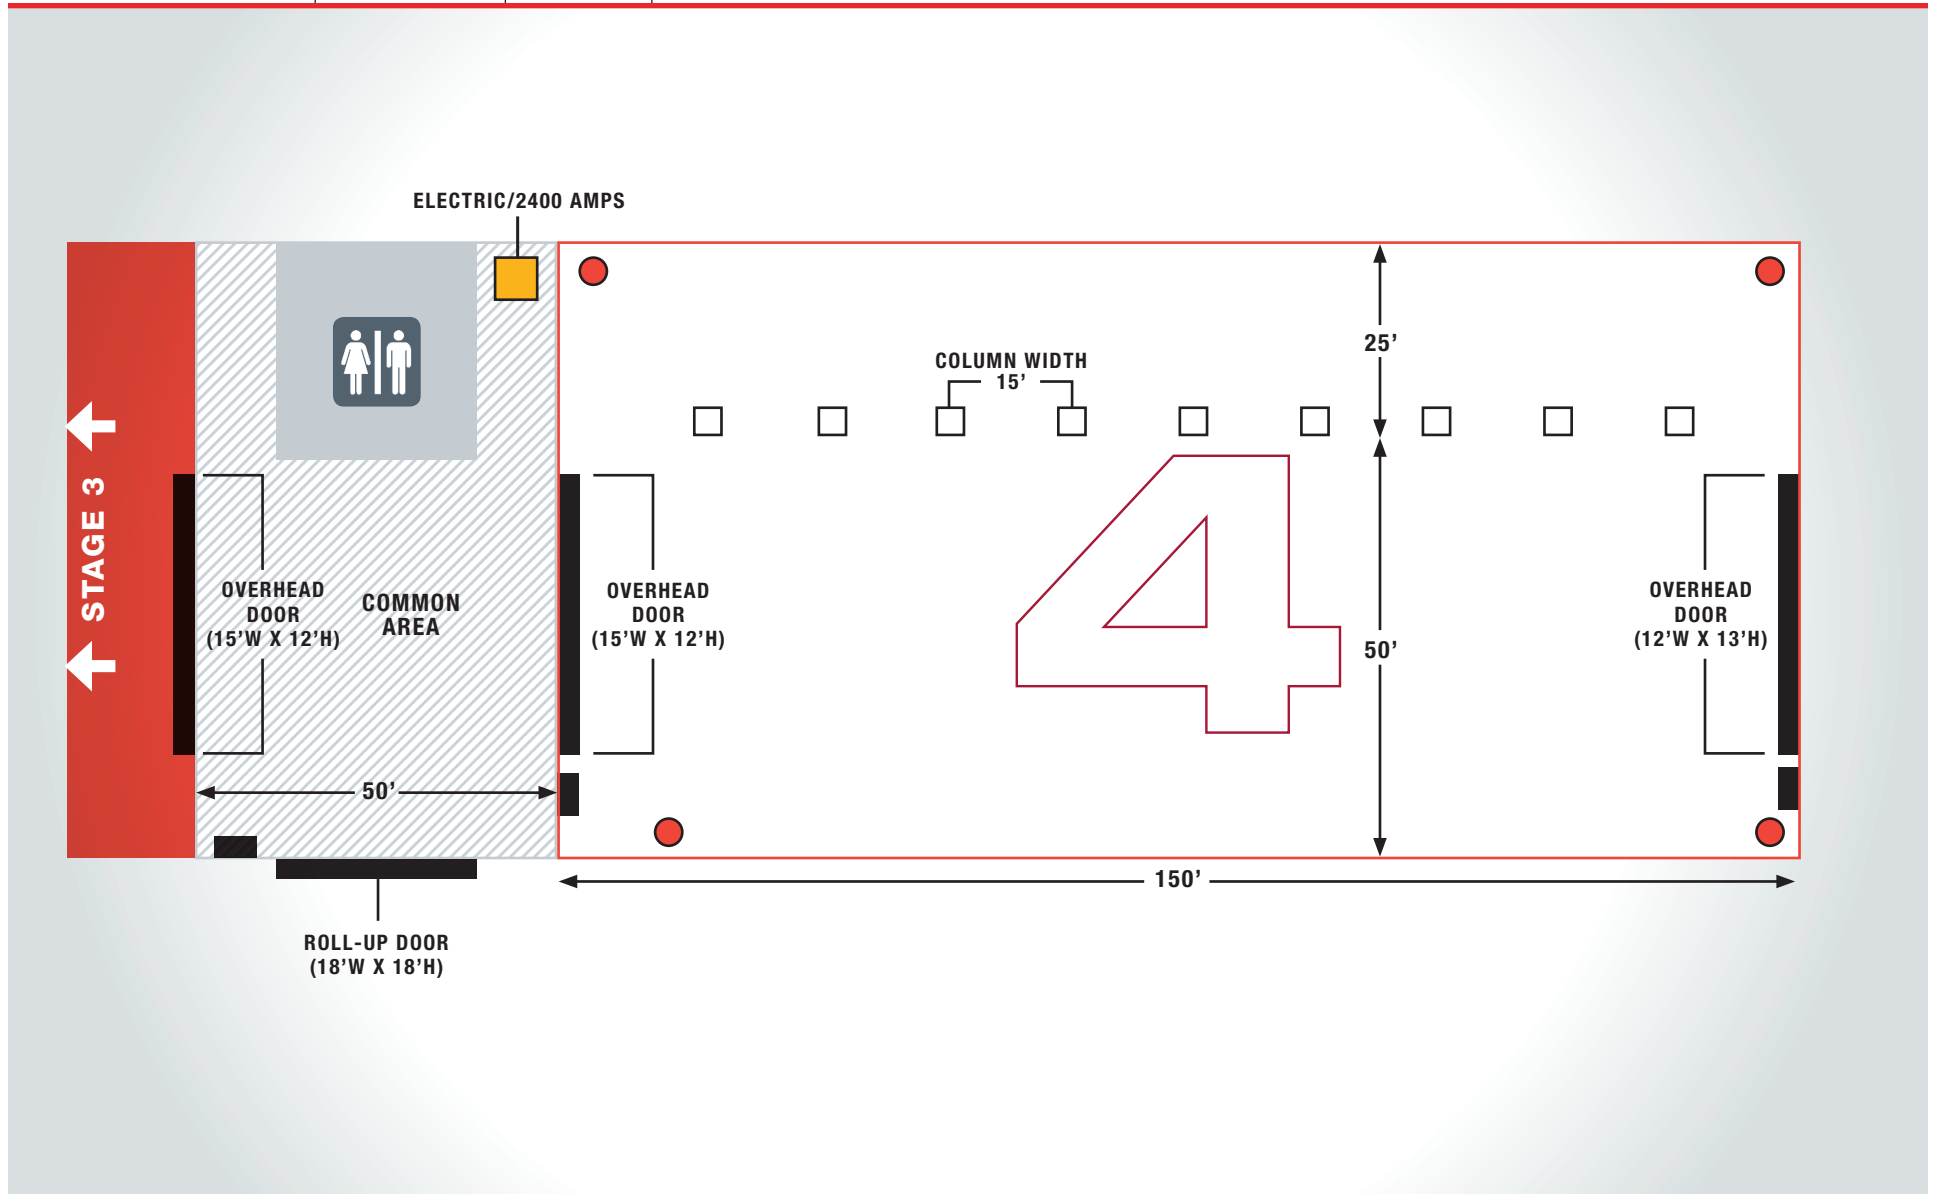 ELECTRIC/2400 AMPS
25’
COLUMN WIDTH
15’
STAGE 3
OVERHEAD
DOOR
(15’W X 12’H)
COMMON
AREA
OVERHEAD
DOOR
(15’W X 12’H)
4
50’
OVERHEAD
DOOR
(12’W X 13’H)
50’
150’
ROLL-UP DOOR
(18’W X 18’H)